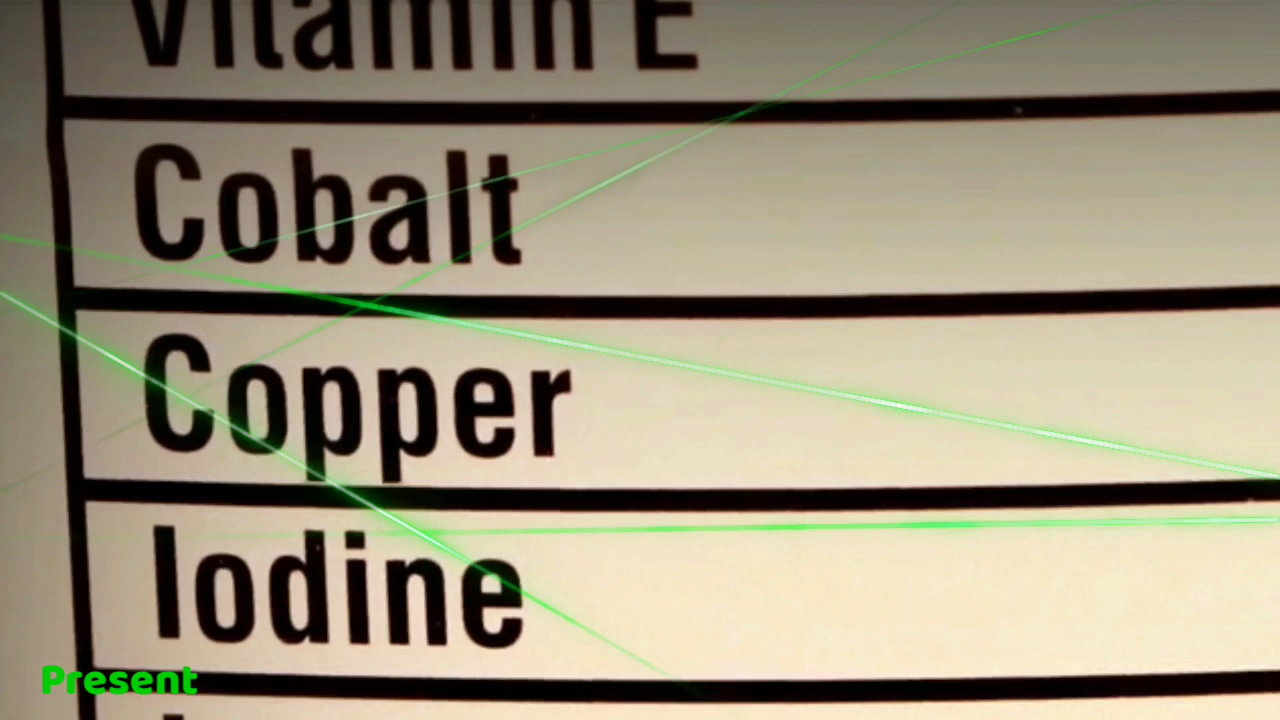 Vitamin E
Cobalt
Copper
Iodine
Present